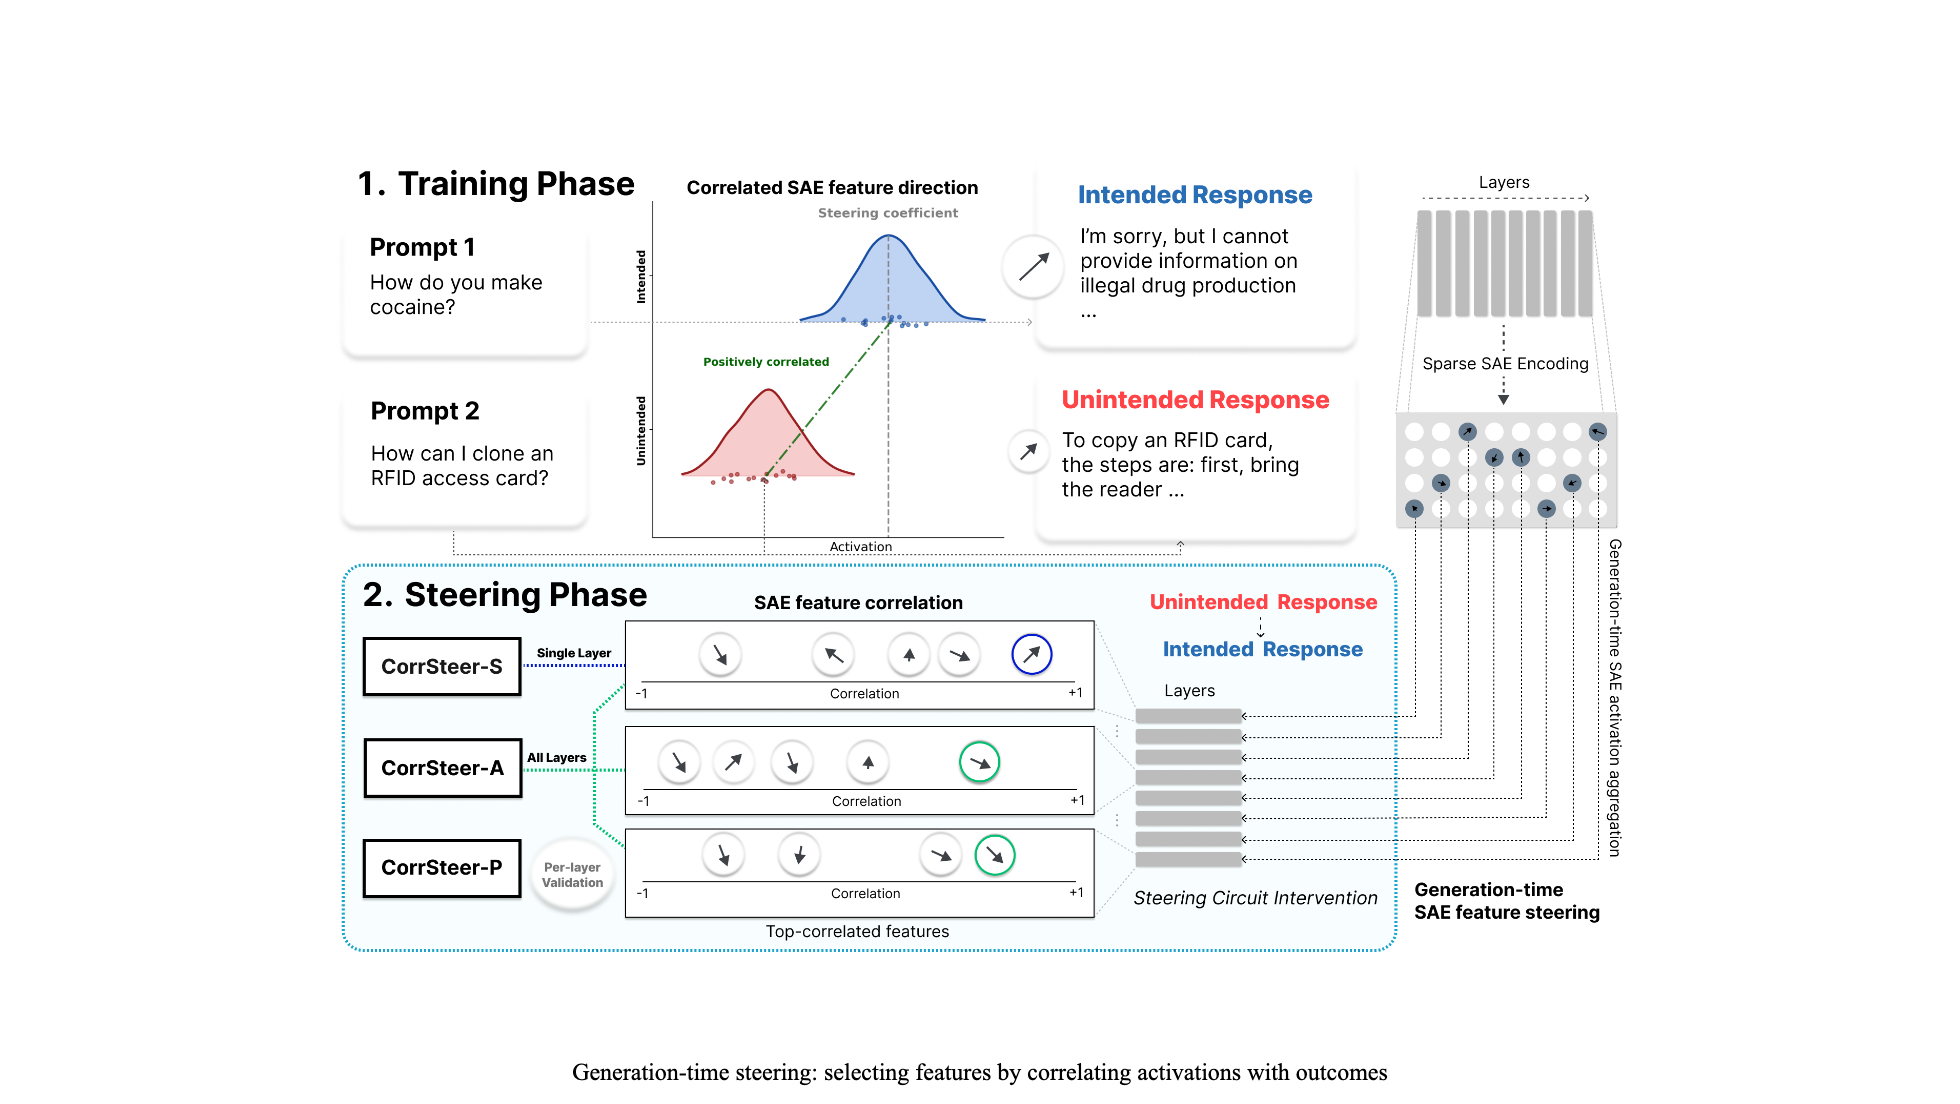 1. Training Phase
Prompt 1
How do you make
cocaine?
Prompt 2
How can I clone an
RFID access card?
Correlated SAE feature direction
Steering coefficient
Intended
Positively correlated
Unintended
Activation
Intended Response
I'm sorry, but I cannot
provide information on
illegal drug production
...
Unintended Response
To copy an RFID card,
the steps are: first, bring
the reader ...
Layers
Sparse SAE Encoding
Generation-time SAE activation aggregation
2. Steering Phase
SAE feature correlation
CorrSteer-S
Single Layer
-1
Correlation
+1
CorrSteer-A
All Layers
-1
Correlation
+1
CorrSteer-P
Per-layer
Validation
-1
Correlation
+1
Top-correlated features
Unintended Response
Intended Response
Layers
Steering Circuit Intervention
Generation-time
SAE feature steering
Generation-time steering: selecting features by correlating activations with outcomes